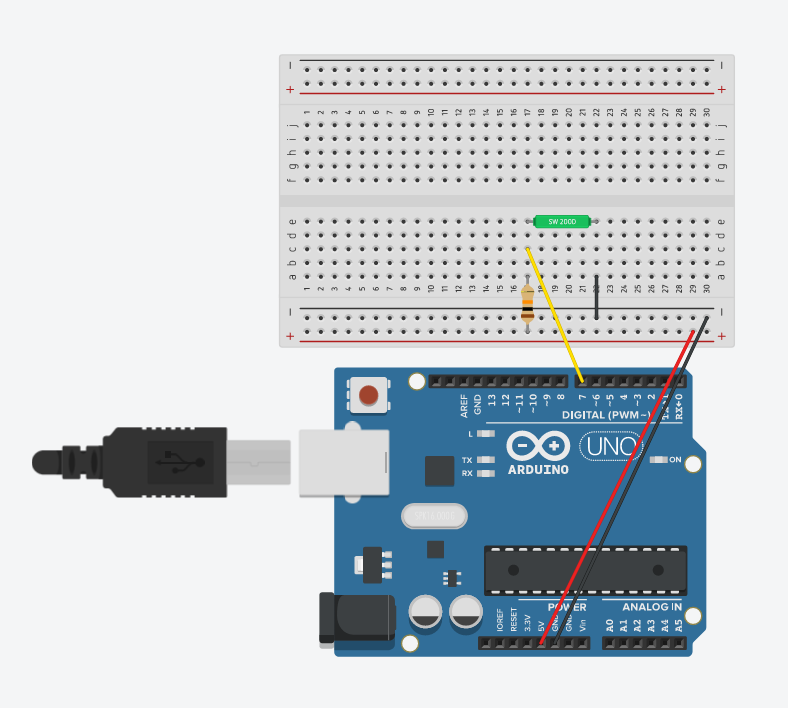 − −
+ +
1 2 3 4 5 6 7 8 9 10 11 12 13 14 15 16 17 18 19 20 21 22 23 24 25 26 27 28 29 30
j j
i i
h h
g g
f f
e SW 200D e
d d
c c
b b
a a
1 2 3 4 5 6 7 8 9 10 11 12 13 14 15 16 18 19 20 21 22 23 24 25 26 27 28 29 30
− −
+ +
AREF GND 13 12 ~11 ~10 ~9 8 7 ~6 ~5 4 ~3 2 RX←0
DIGITAL (PWM~)
L
TX
RX
UNO
ON
ARDUINO
POWER ANALOG IN
IOREF RESET 3.3V 5V GND GND Vin A0 A1 A2 A3 A4 A5